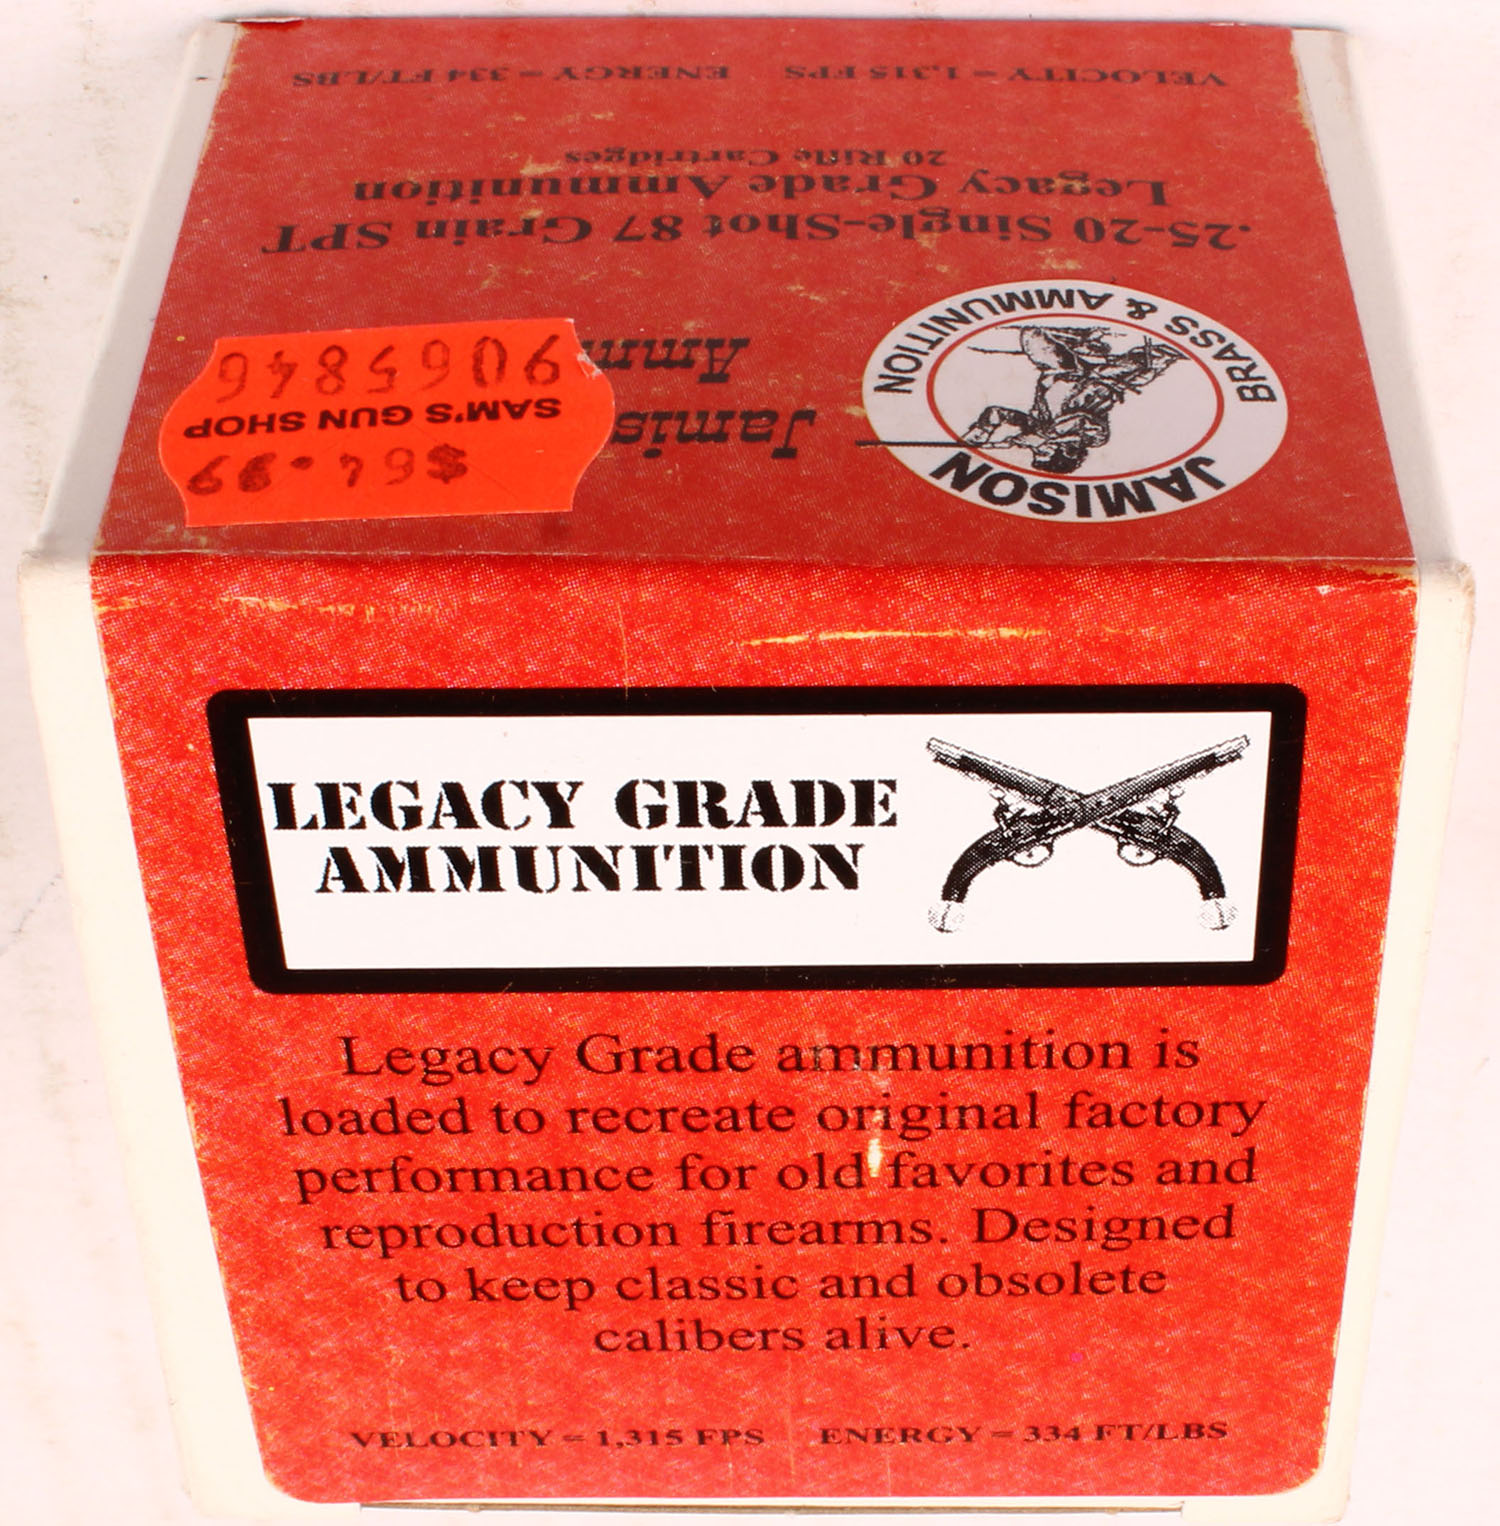 JAMISON
BRASS & AMMUNITION
Jamis
Amm
$64.99
SAM'S GUN SHOP
9065846
.25-20 Single-Shot 87 Grain SPT
Legacy Grade Ammunition
20 Rifle Cartridges
VELOCITY = 1,315 FPS ENERGY = 334 FT/LBS
LEGACY GRADE
AMMUNITION
Legacy Grade ammunition is
loaded to recreate original factory
performance for old favorites and
reproduction firearms. Designed
to keep classic and obsolete
calibers alive.
VELOCITY = 1,315 FPS ENERGY = 334 FT/LBS